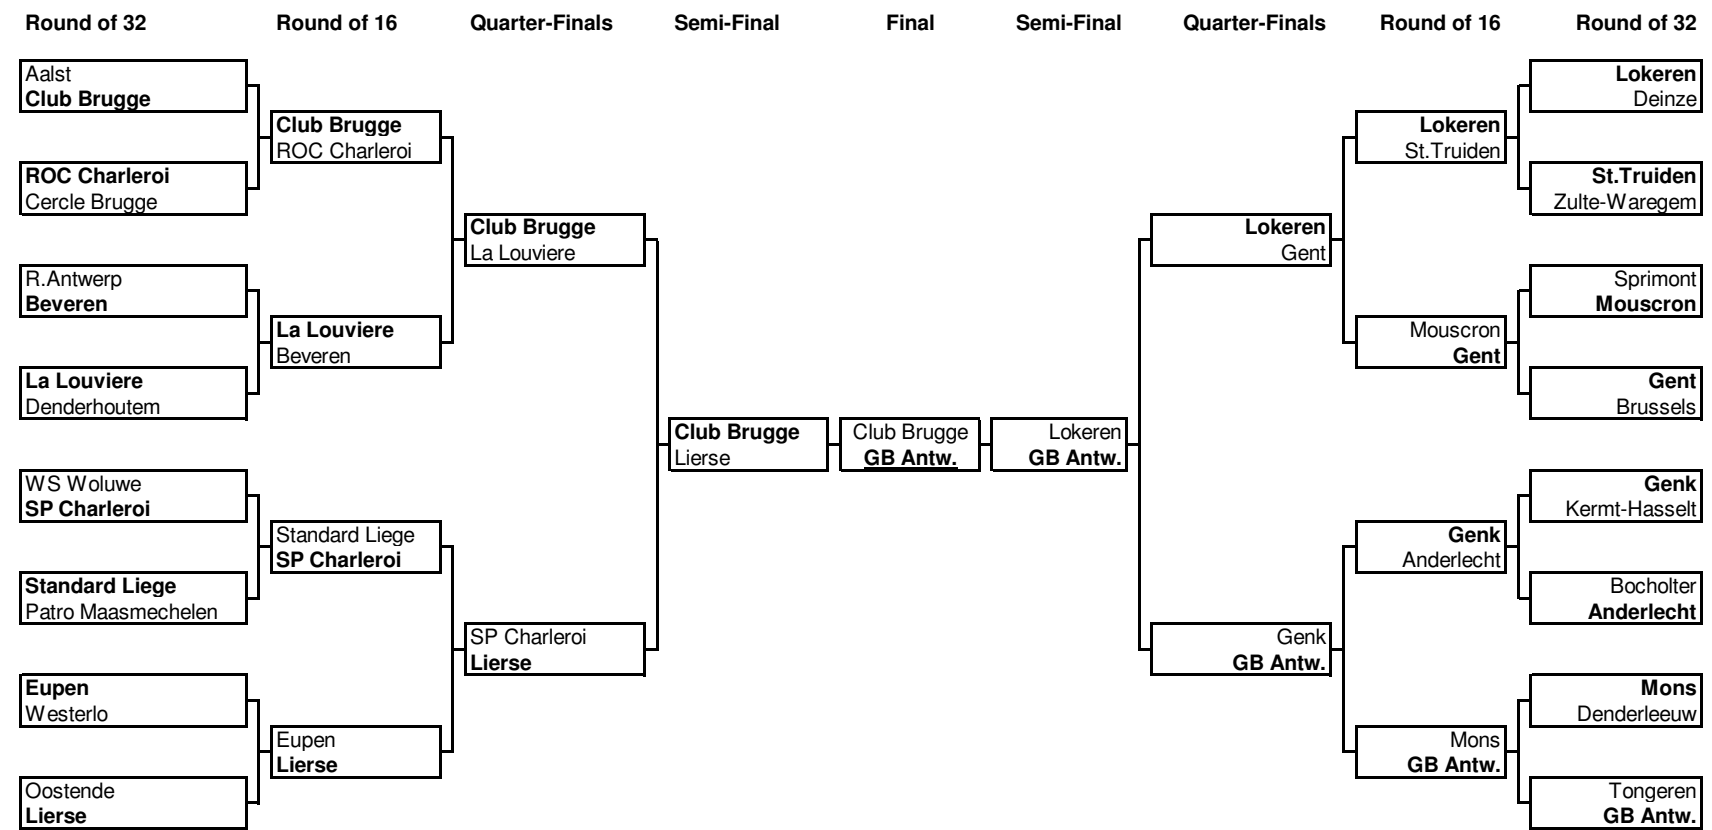 Round of 32 Round of 16 Quarter-Finals Semi-Final Final Semi-Final Quarter-Finals Round of 16 Round of 32
Aalst
Club Brugge
ROC Charleroi
Cercle Brugge
R.Antwerp
Beveren
La Louviere
Denderhoutem
WS Woluwe
SP Charleroi
Standard Liege
Patro Maasmechelen
Eupen
Westerlo
Oostende
Lierse
Club Brugge
ROC Charleroi
La Louviere
Beveren
Standard Liege
SP Charleroi
Eupen
Lierse
Club Brugge
La Louviere
SP Charleroi
Lierse
Club Brugge
Lierse
Club Brugge
GB Antw.
Lokeren
GB Antw.
Lokeren
Gent
Genk
GB Antw.
Lokeren
St.Truiden
Mouscron
Gent
Genk
Anderlecht
Mons
GB Antw.
Lokeren
Deinze
St.Truiden
Zulte-Waregem
Sprimont
Mouscron
Gent
Brussels
Genk
Kermt-Hasselt
Bocholter
Anderlecht
Mons
Denderleeuw
Tongeren
GB Antw.